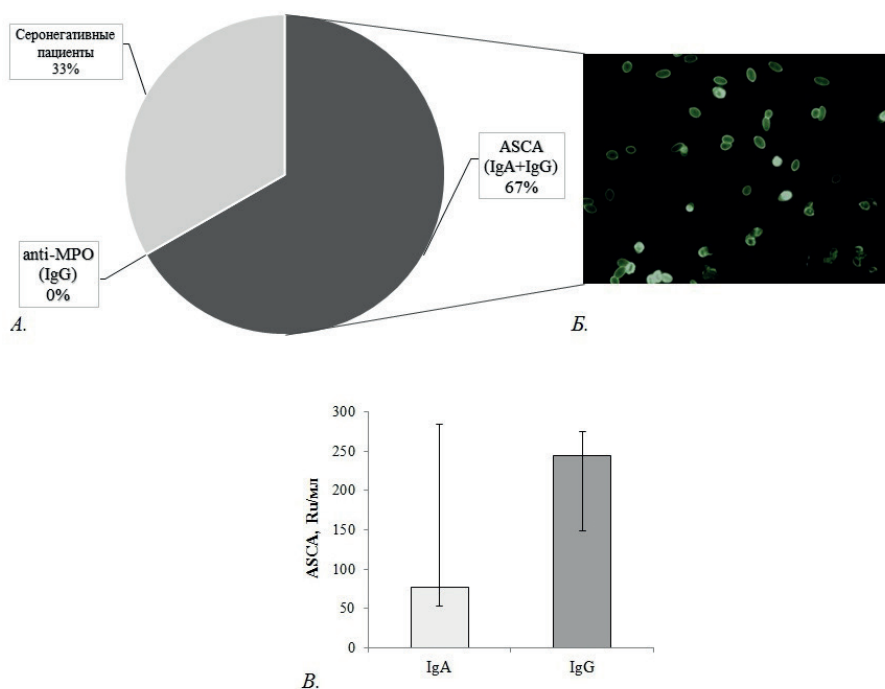 Серонегативные
пациенты
33%
ASCA
(IgA+IgG)
67%
anti-MPO
(IgG)
0%
А.
Б.
300
250
200
150
100
50
0
ASCA, Ru/мл
IgA
IgG
В.